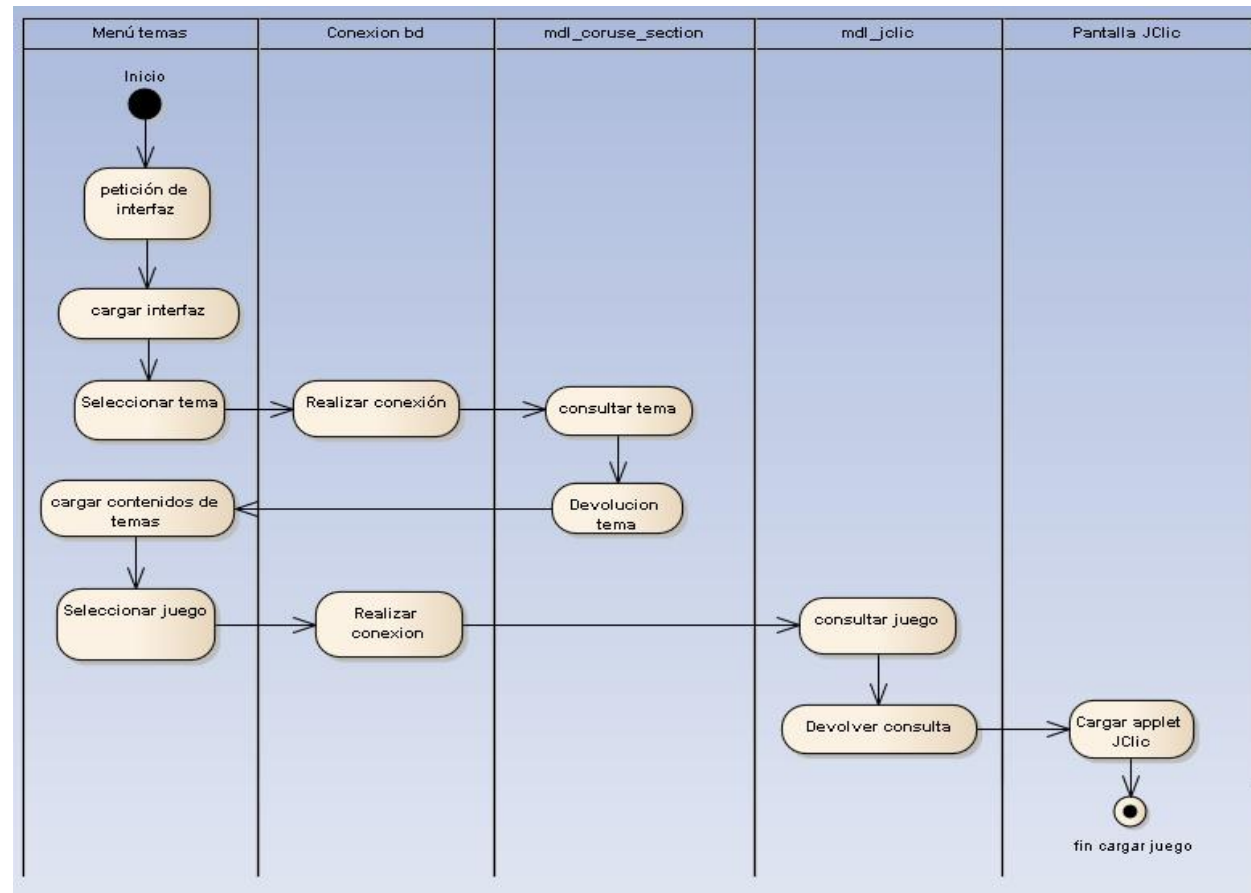 Menú temas
Conexion bd
mdl_coruse_section
mdl_jclic
Pantalla JClic
Inicio
petición de
interfaz
cargar interfaz
Seleccionar tema
Realizar conexión
consultar tema
cargar contenidos de
temas
Devolucion
tema
Seleccionar juego
Realizar
conexion
consultar juego
Devolver consulta
Cargar applet
JClic
fin cargar juego